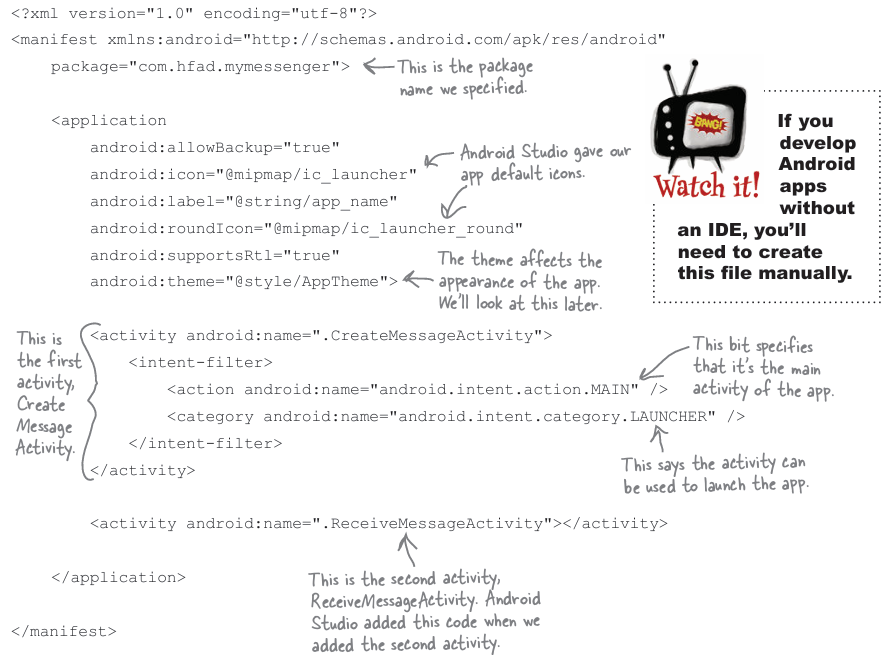 <?xml version="1.0" encoding="utf-8"?>
<manifest xmlns:android="http://schemas.android.com/apk/res/android"
package="com.hfad.mymessenger">
This is the package
name we specified.
<application
android:allowBackup="true"
android:icon="@mipmap/ic_launcher"
android:label="@string/app_name"
android:roundIcon="@mipmap/ic_launcher_round"
android:supportsRtl="true"
android:theme="@style/AppTheme">
Android Studio gave our
app default icons.
The theme affects the
appearance of the app.
We'll look at this later.
BANG!
Watch it!
If you
develop
Android
apps
without
an IDE, you'll
need to create
this file manually.
This is
the first
activity,
Create
Message
Activity.
<activity android:name=".CreateMessageActivity">
<intent-filter>
<action android:name="android.intent.action.MAIN" />
<category android:name="android.intent.category.LAUNCHER" />
</intent-filter>
</activity>
This bit specifies
that it's the main
activity of the app.
This says the activity can
be used to launch the app.
<activity android:name=".ReceiveMessageActivity"></activity>
This is the second activity,
ReceiveMessageActivity. Android
Studio added this code when we
added the second activity.
</application>
</manifest>